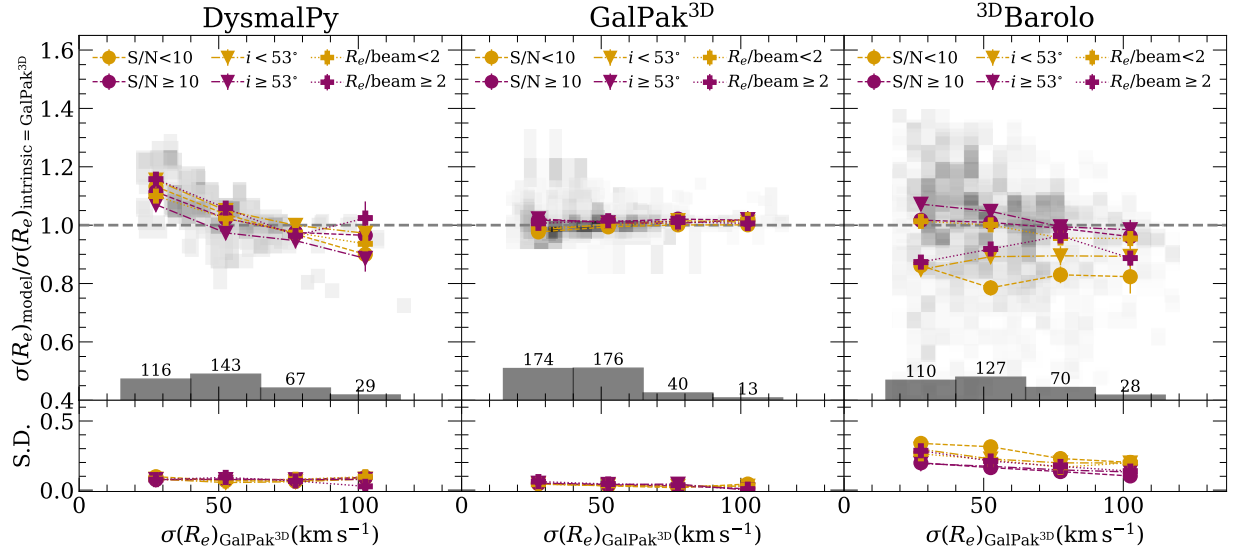 DysmalPy GalPak³ᴰ ³ᴰBarolo
S/N<10 i<53° Rₑ/beam<2 S/N<10 i<53° Rₑ/beam<2 S/N<10 i<53° Rₑ/beam<2
S/N≥10 i≥53° Rₑ/beam≥2 S/N≥10 i≥53° Rₑ/beam≥2 S/N≥10 i≥53° Rₑ/beam≥2
σ(Rₑ)model/σ(Rₑ)intrinsic = GalPak³ᴰ
1.6
1.4
1.2
1.0
0.8
0.6
0.4
116 143 67 29 174 176 40 13 110 127 70 28
S.D.
0.5
0.0
0 50 100 0 50 100 0 50 100
σ(Rₑ)GalPak³ᴰ(km s⁻¹) σ(Rₑ)GalPak³ᴰ(km s⁻¹) σ(Rₑ)GalPak³ᴰ(km s⁻¹)